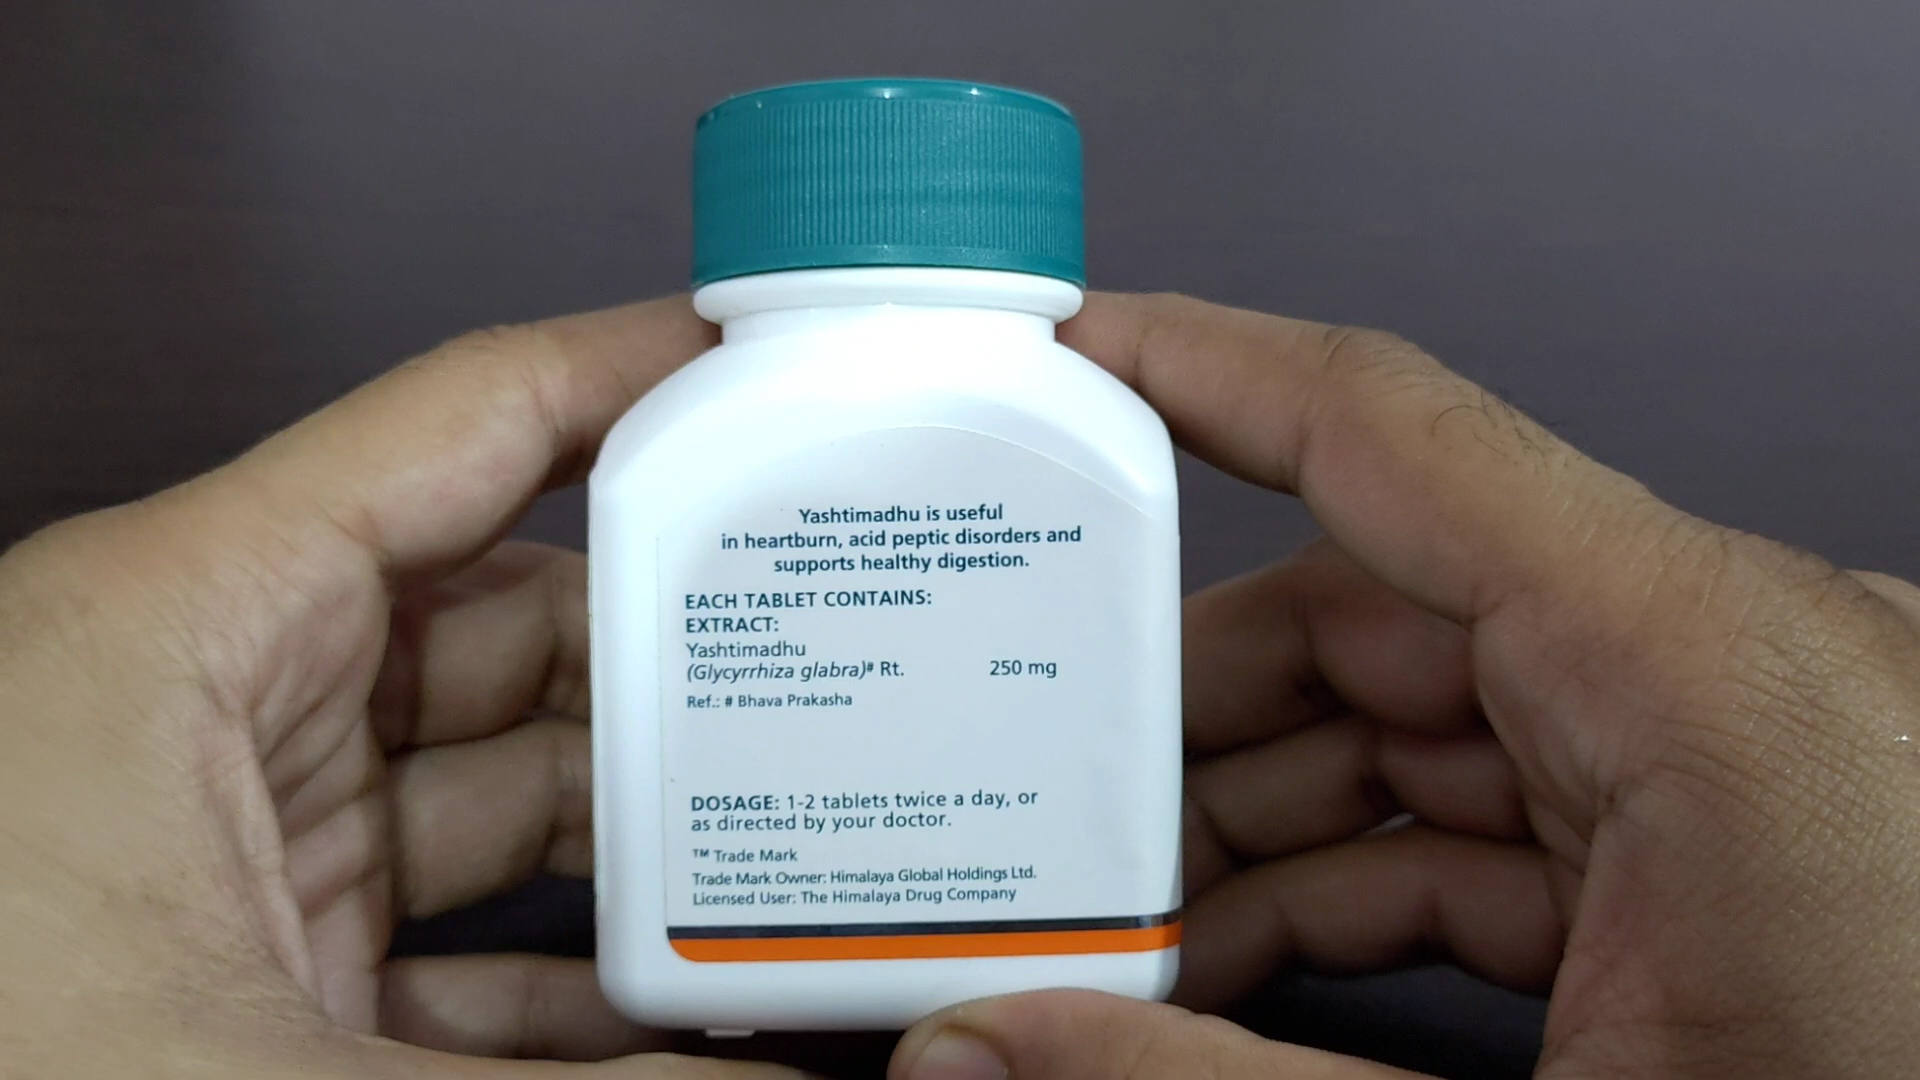 Yashtimadhu is useful
in heartburn, acid peptic disorders and
supports healthy digestion.
EACH TABLET CONTAINS:
EXTRACT:
Yashtimadhu
(Glycyrrhiza glabra)# Rt. 250 mg
Ref.: # Bhava Prakasha
DOSAGE: 1-2 tablets twice a day, or
as directed by your doctor.
™ Trade Mark
Trade Mark Owner: Himalaya Global Holdings Ltd.
Licensed User: The Himalaya Drug Company